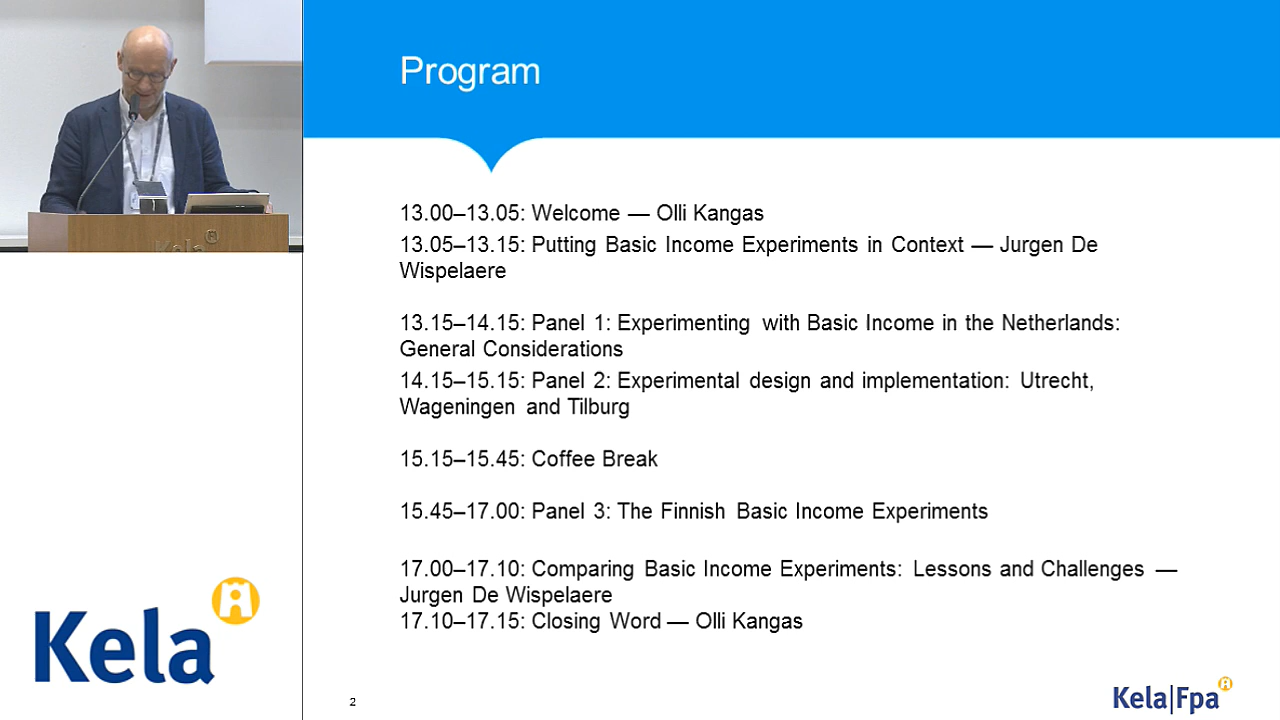 Program
13.00–13.05: Welcome — Olli Kangas
13.05–13.15: Putting Basic Income Experiments in Context — Jurgen De
Wispelaere
13.15–14.15: Panel 1: Experimenting with Basic Income in the Netherlands:
General Considerations
14.15–15.15: Panel 2: Experimental design and implementation: Utrecht,
Wageningen and Tilburg
15.15–15.45: Coffee Break
15.45–17.00: Panel 3: The Finnish Basic Income Experiments
17.00–17.10: Comparing Basic Income Experiments: Lessons and Challenges —
Jurgen De Wispelaere
17.10–17.15: Closing Word — Olli Kangas
Kela
Kela
2
Kela|Fpa